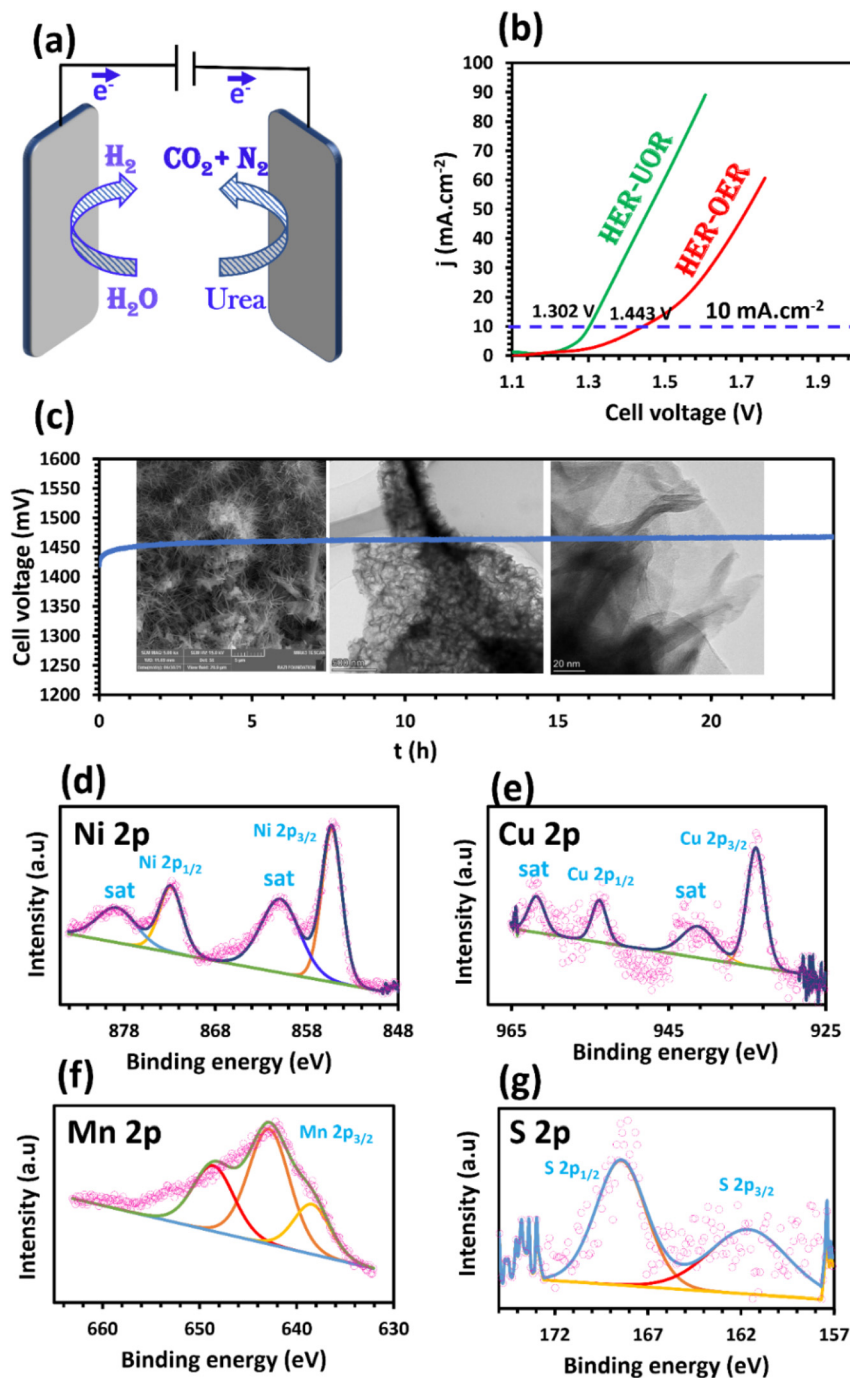 (a)
e-
e-
H2
CO2 + N2
H2O
Urea
(b)
j (mA.cm-2)
100
90
80
70
60
50
40
30
20
10
0
HER-UOR
HER-OER
1.302 V
1.443 V
10 mA.cm-2
1.1
1.3
1.5
1.7
1.9
Cell voltage (V)
(c)
Cell voltage (mV)
1600
1550
1500
1450
1400
1350
1300
1250
1200
20 nm
0
5
10
15
20
t (h)
(d)
Ni 2p
Ni 2p3/2
Ni 2p1/2
sat
sat
Intensity (a.u)
878
868
858
848
Binding energy (eV)
(e)
Cu 2p
Cu 2p3/2
sat
Cu 2p1/2
sat
Intensity (a.u)
965
945
925
Binding energy (eV)
(f)
Mn 2p
Mn 2p3/2
Intensity (a.u)
660
650
640
630
Binding energy (eV)
(g)
S 2p
S 2p1/2
S 2p3/2
Intensity (a.u)
172
167
162
157
Binding energy (eV)